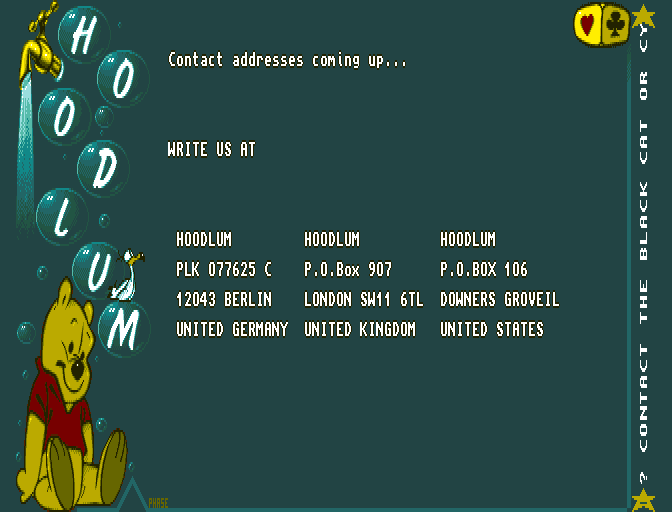 HOODLUM
Contact addresses coming up...
WRITE US AT
HOODLUM HOODLUM HOODLUM
PLK 077625 C P.O.Box 907 P.O.BOX 106
12043 BERLIN LONDON SW11 6TL DOWNERS GROVEIL
UNITED GERMANY UNITED KINGDOM UNITED STATES
? CONTACT THE BLACK CAT OR CY
PHASE